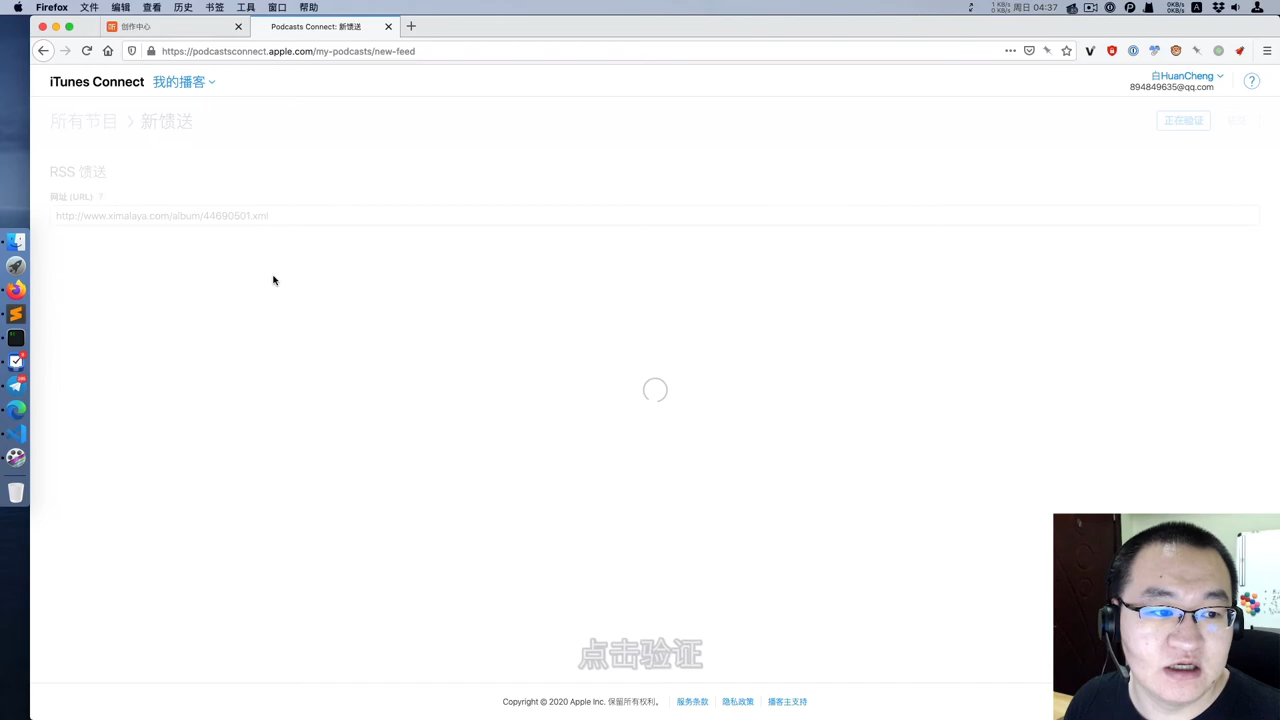 Firefox 文件 编辑 查看 历史 书签 工具 窗口 帮助
1 KB/s
周日 04:37
0KB/s
0KB/s
创作中心
Podcasts Connect: 新馈送
https://podcastsconnect.apple.com/my-podcasts/new-feed
iTunes Connect 我的播客
白HuanCheng
894849635@qq.com
?
所有节目 > 新馈送
正在验证
RSS 馈送
网址 (URL) ?
http://www.ximalaya.com/album/44690501.xml
点击验证
Copyright © 2020 Apple Inc. 保留所有权利。 服务条款 隐私政策 播客主支持